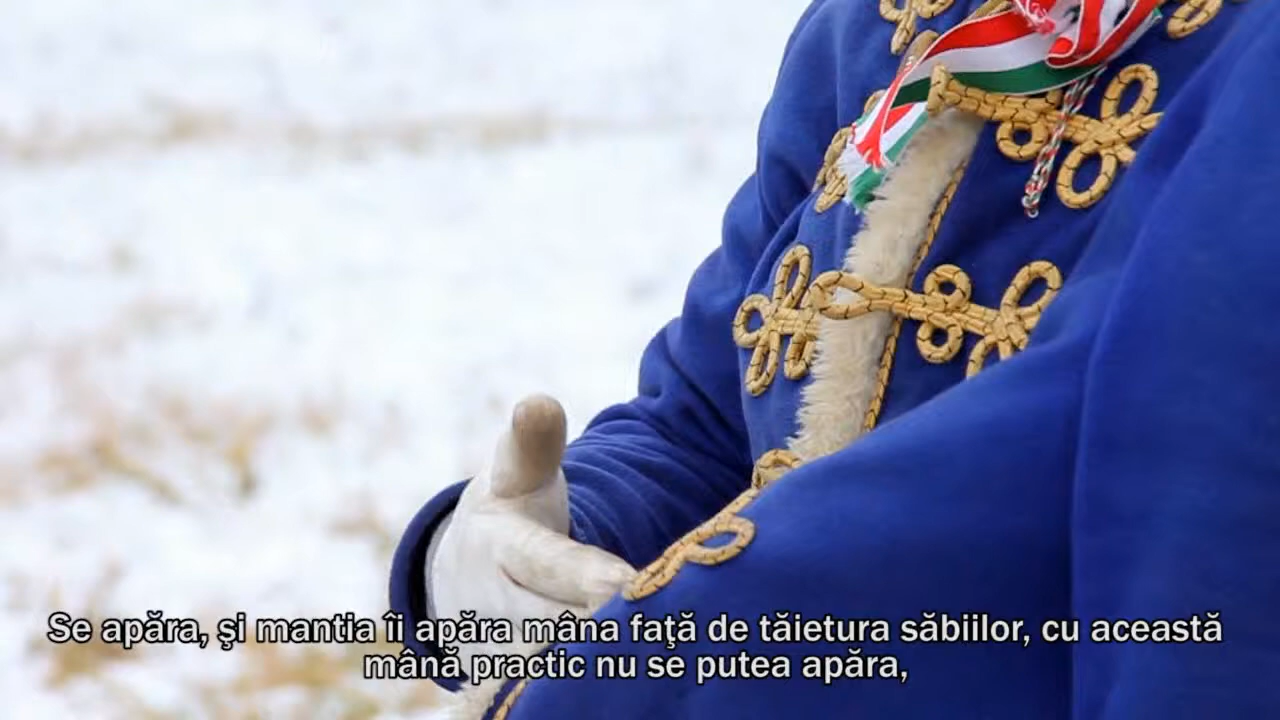 Se apăra, şi mantia îi apăra mâna faţă de tăietura săbiilor, cu această
mână practic nu se putea apăra,